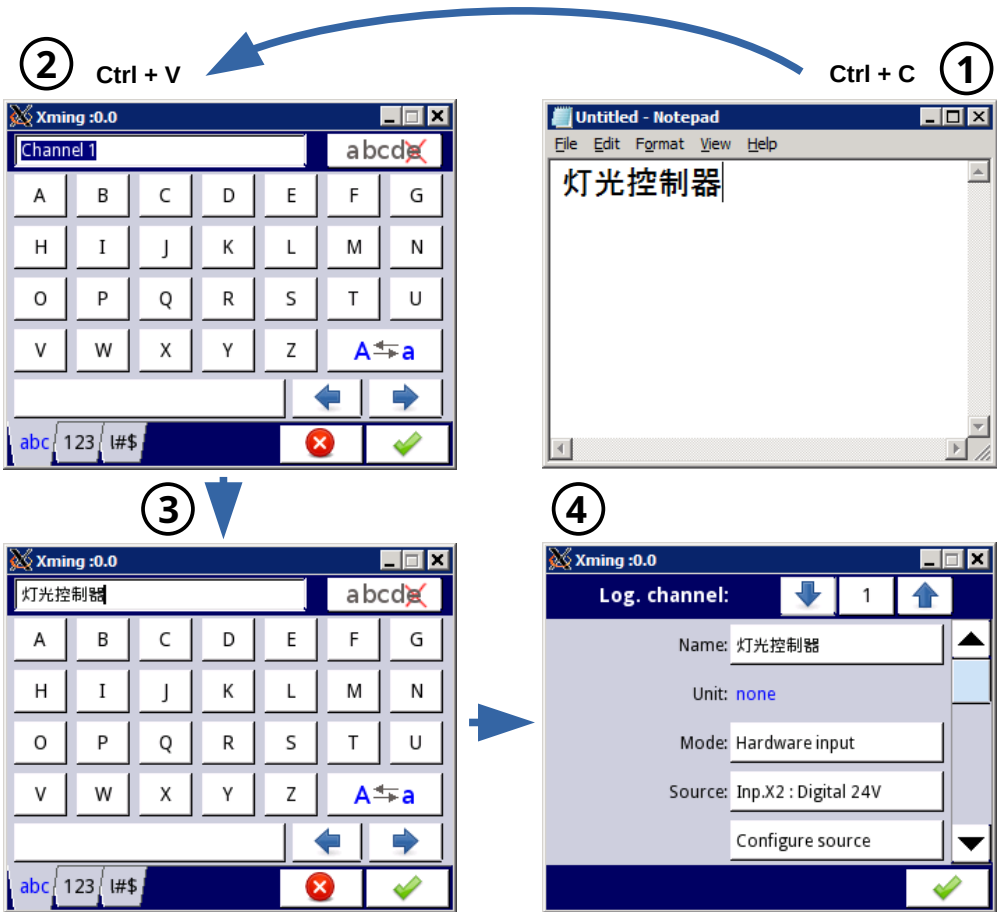 2 Ctrl + V
Ctrl + C 1
Xming :0.0
Channel 1
abcde
A B C D E F G
H I J K L M N
O P Q R S T U
V W X Y Z A a
abc 123 !#$
Untitled - Notepad
File Edit Format View Help
灯光控制器
3
Xming :0.0
灯光控制器
abcde
A B C D E F G
H I J K L M N
O P Q R S T U
V W X Y Z A a
abc 123 !#$
4
Xming :0.0
Log. channel: 1
Name: 灯光控制器
Unit: none
Mode: Hardware input
Source: Inp.X2 : Digital 24V
Configure source